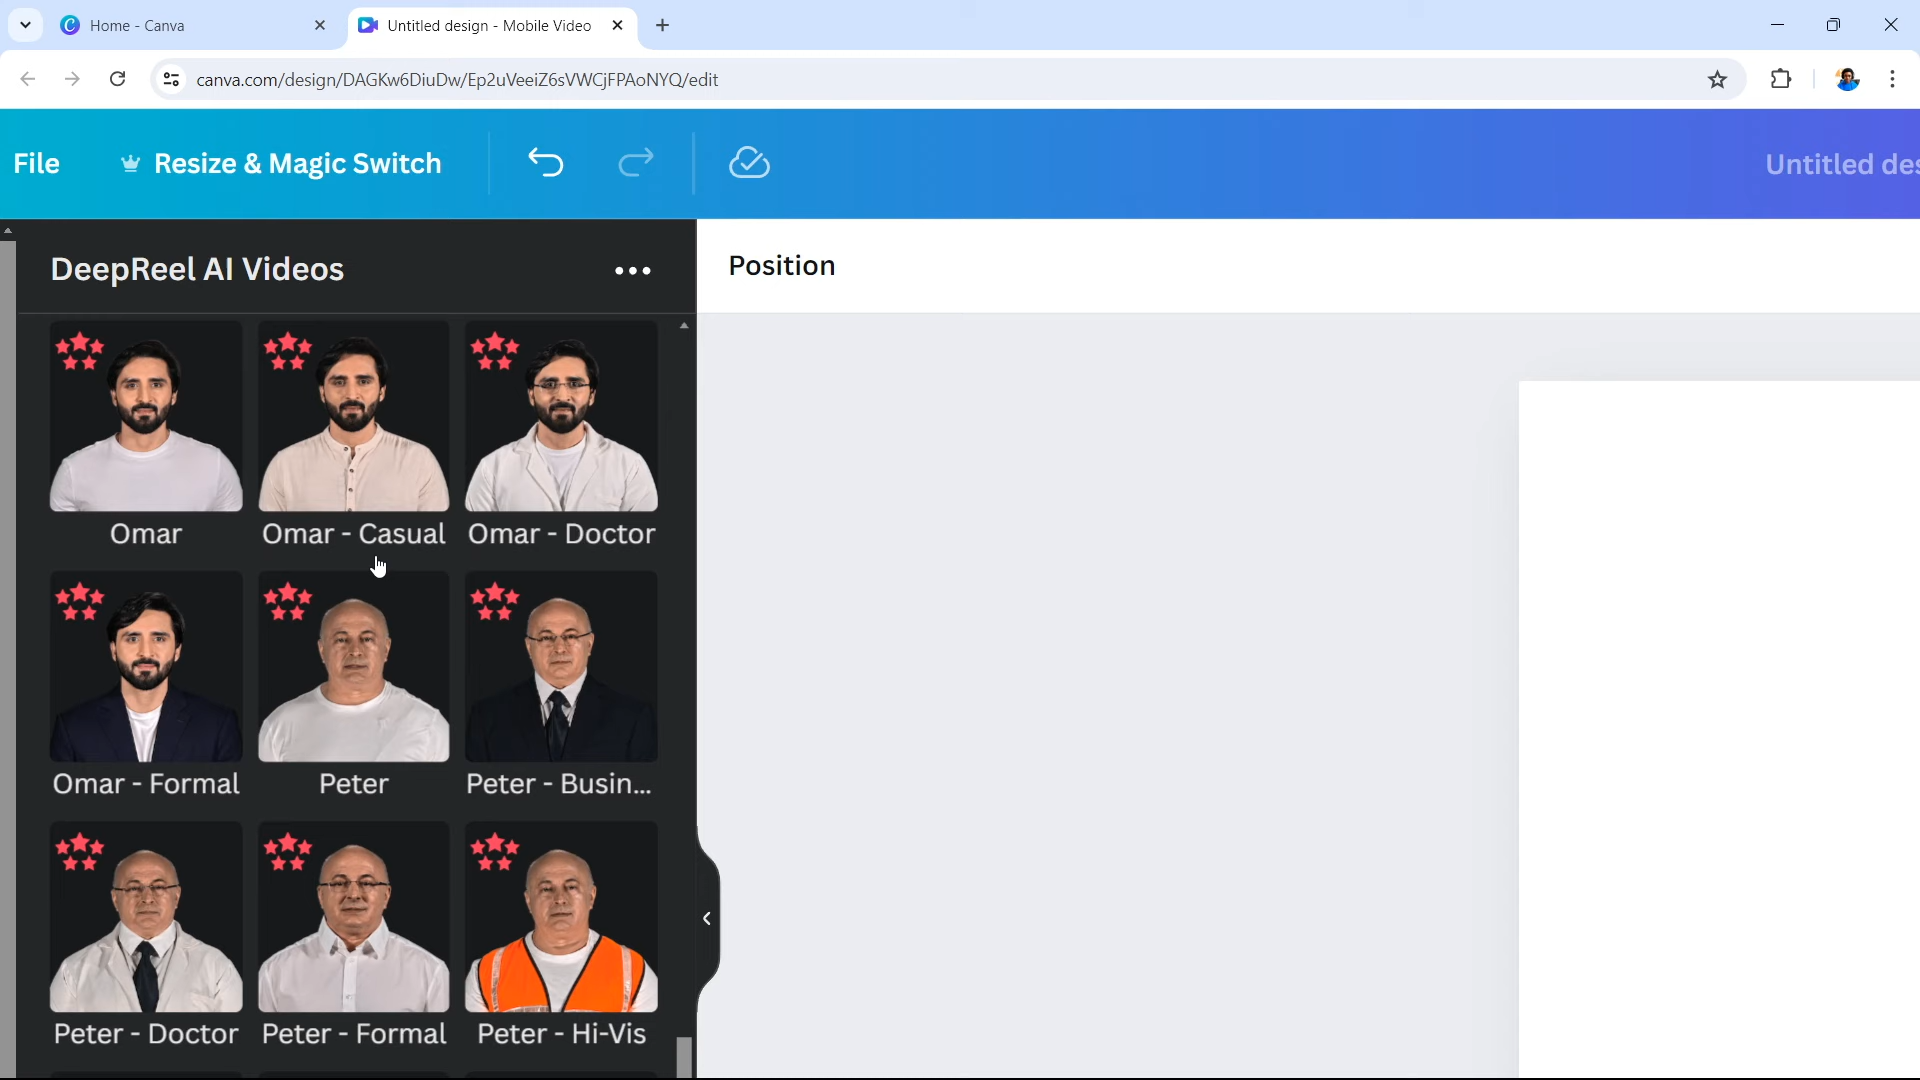 Home - Canva
Untitled design - Mobile Video
canva.com/design/DAGKw6DiuDw/Ep2uVeeiZ6sVWCjFPAoNYQ/edit
File
Resize & Magic Switch
Untitled des
DeepReel AI Videos
Position
Omar
Omar - Casual
Omar - Doctor
Omar - Formal
Peter
Peter - Busin...
Peter - Doctor
Peter - Formal
Peter - Hi-Vis